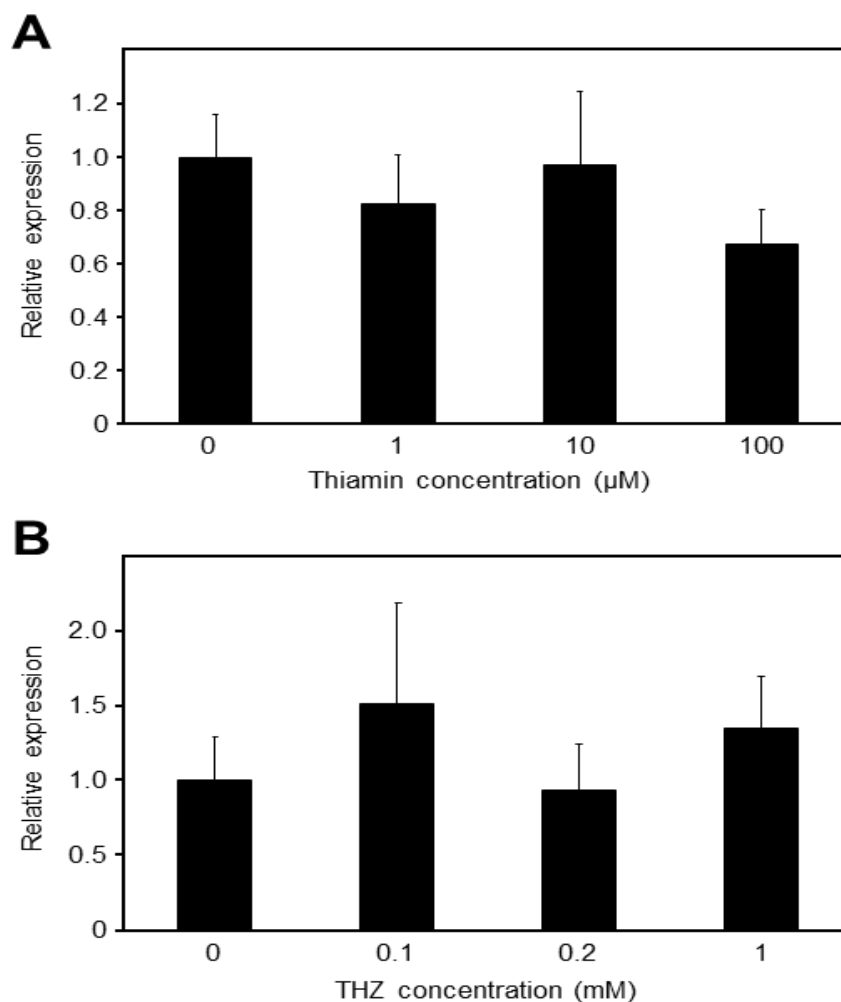 A
Relative expression
1.2
1.0
0.8
0.6
0.4
0.2
0
0 1 10 100
Thiamin concentration (µM)
B
Relative expression
2.0
1.5
1.0
0.5
0
0 0.1 0.2 1
THZ concentration (mM)